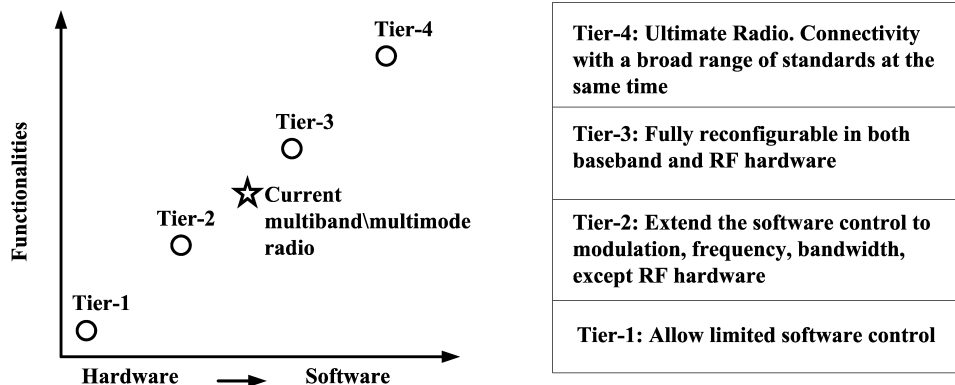 Tier-4
Tier-3
Current
multiband\multimode
radio
Tier-2
Tier-1
Functionalities
Hardware
Software
Tier-4: Ultimate Radio. Connectivity
with a broad range of standards at the
same time
Tier-3: Fully reconfigurable in both
baseband and RF hardware
Tier-2: Extend the software control to
modulation, frequency, bandwidth,
except RF hardware
Tier-1: Allow limited software control